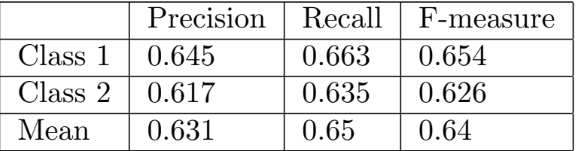 Precision Recall F-measure
Class 1 0.645 0.663 0.654
Class 2 0.617 0.635 0.626
Mean 0.631 0.65 0.64